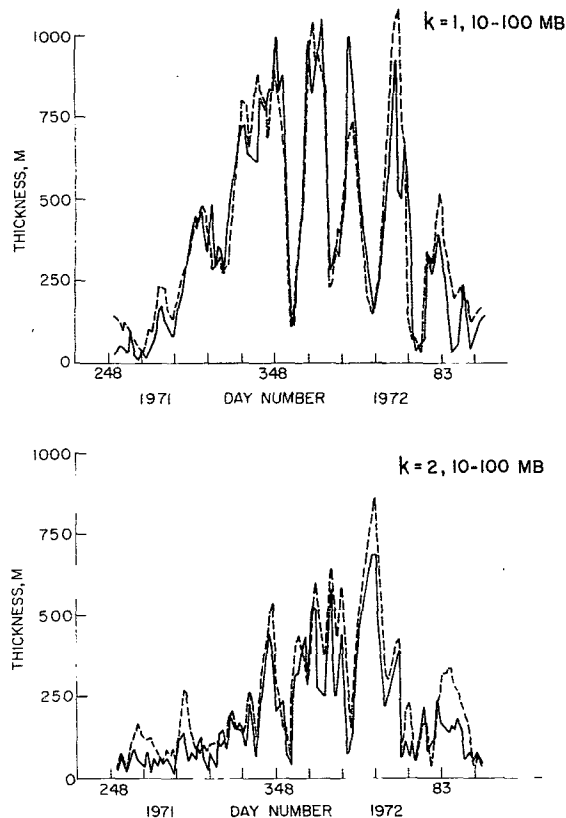 k = 1, 10-100 MB
1000
750
500
250
0
THICKNESS, M
248 348 83
1971 DAY NUMBER 1972
k = 2, 10-100 MB
1000
750
500
250
0
THICKNESS, M
248 348 83
1971 DAY NUMBER 1972